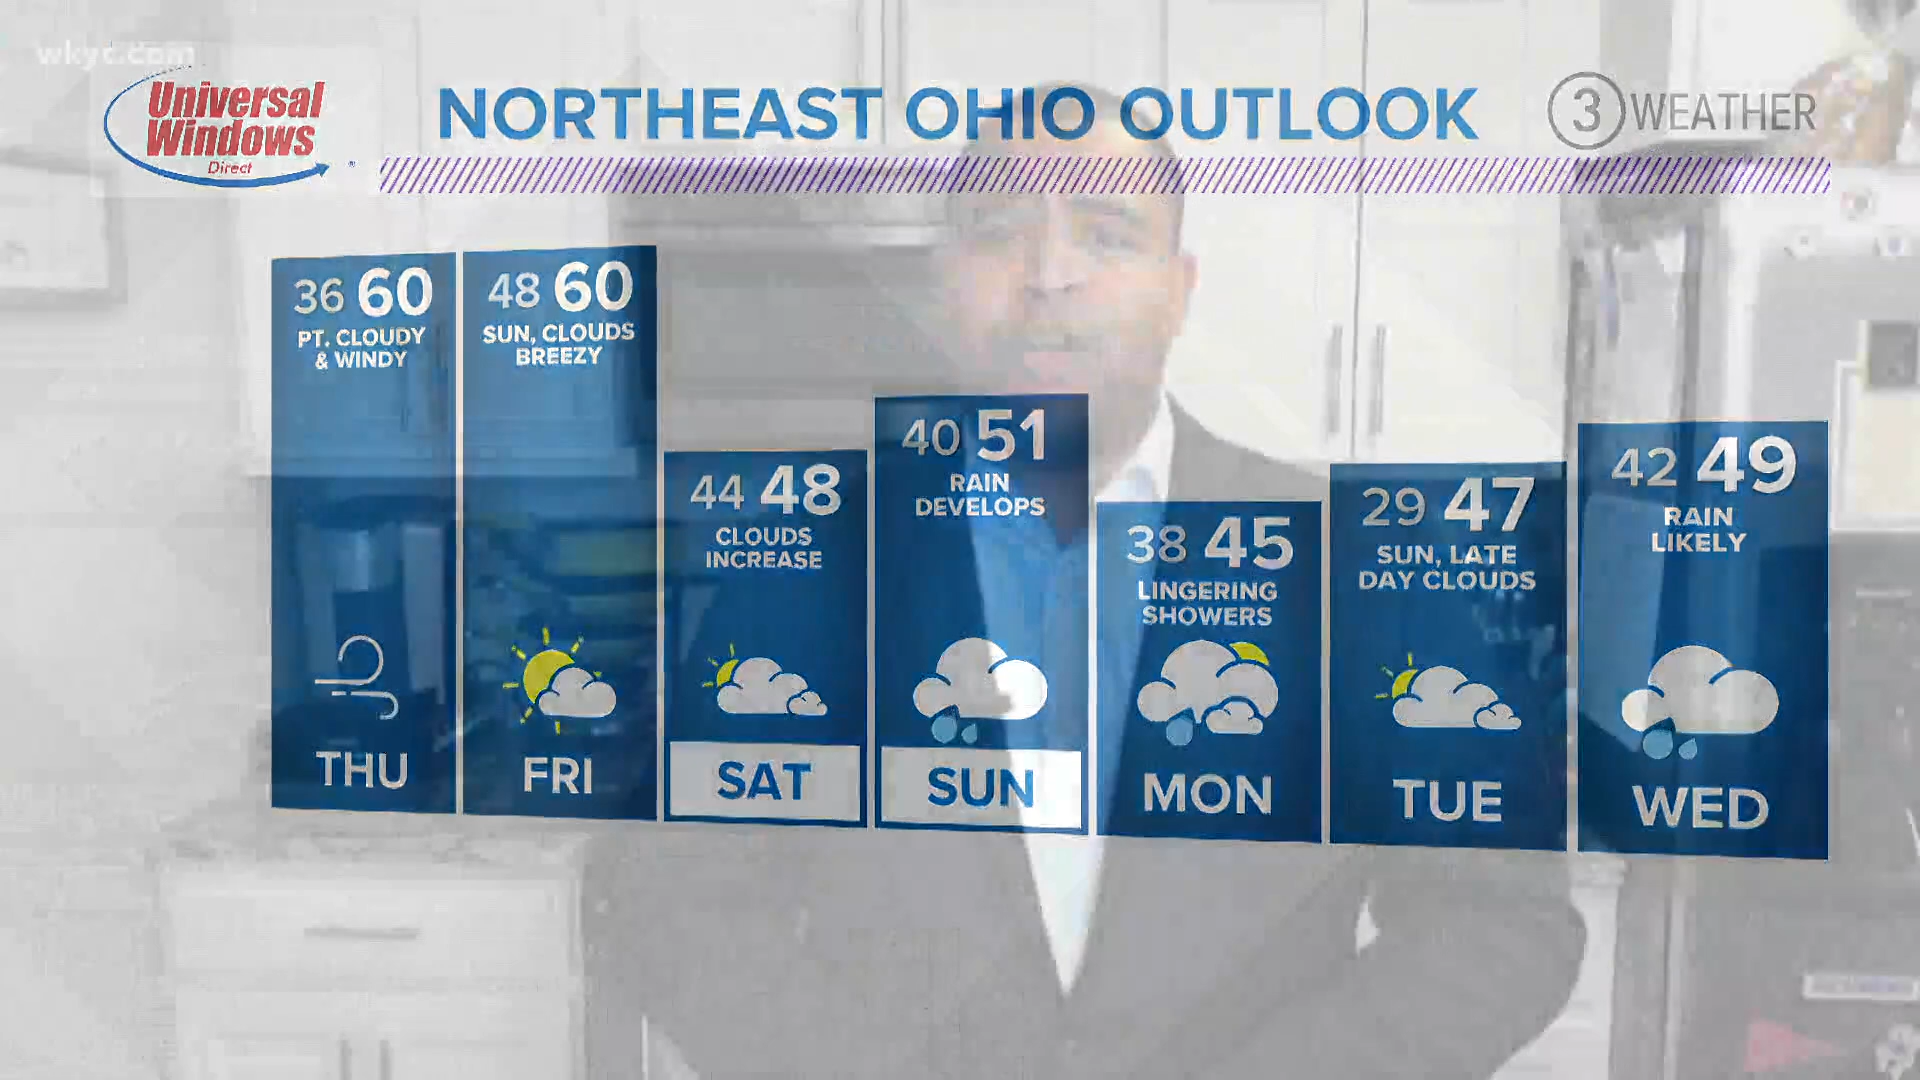 wkyc.com
Universal
Windows
Direct
NORTHEAST OHIO OUTLOOK
3 WEATHER
36 60
PT. CLOUDY
& WINDY
THU
48 60
SUN, CLOUDS
BREEZY
FRI
44 48
CLOUDS
INCREASE
SAT
40 51
RAIN
DEVELOPS
SUN
38 45
LINGERING
SHOWERS
MON
29 47
SUN, LATE
DAY CLOUDS
TUE
42 49
RAIN
LIKELY
WED